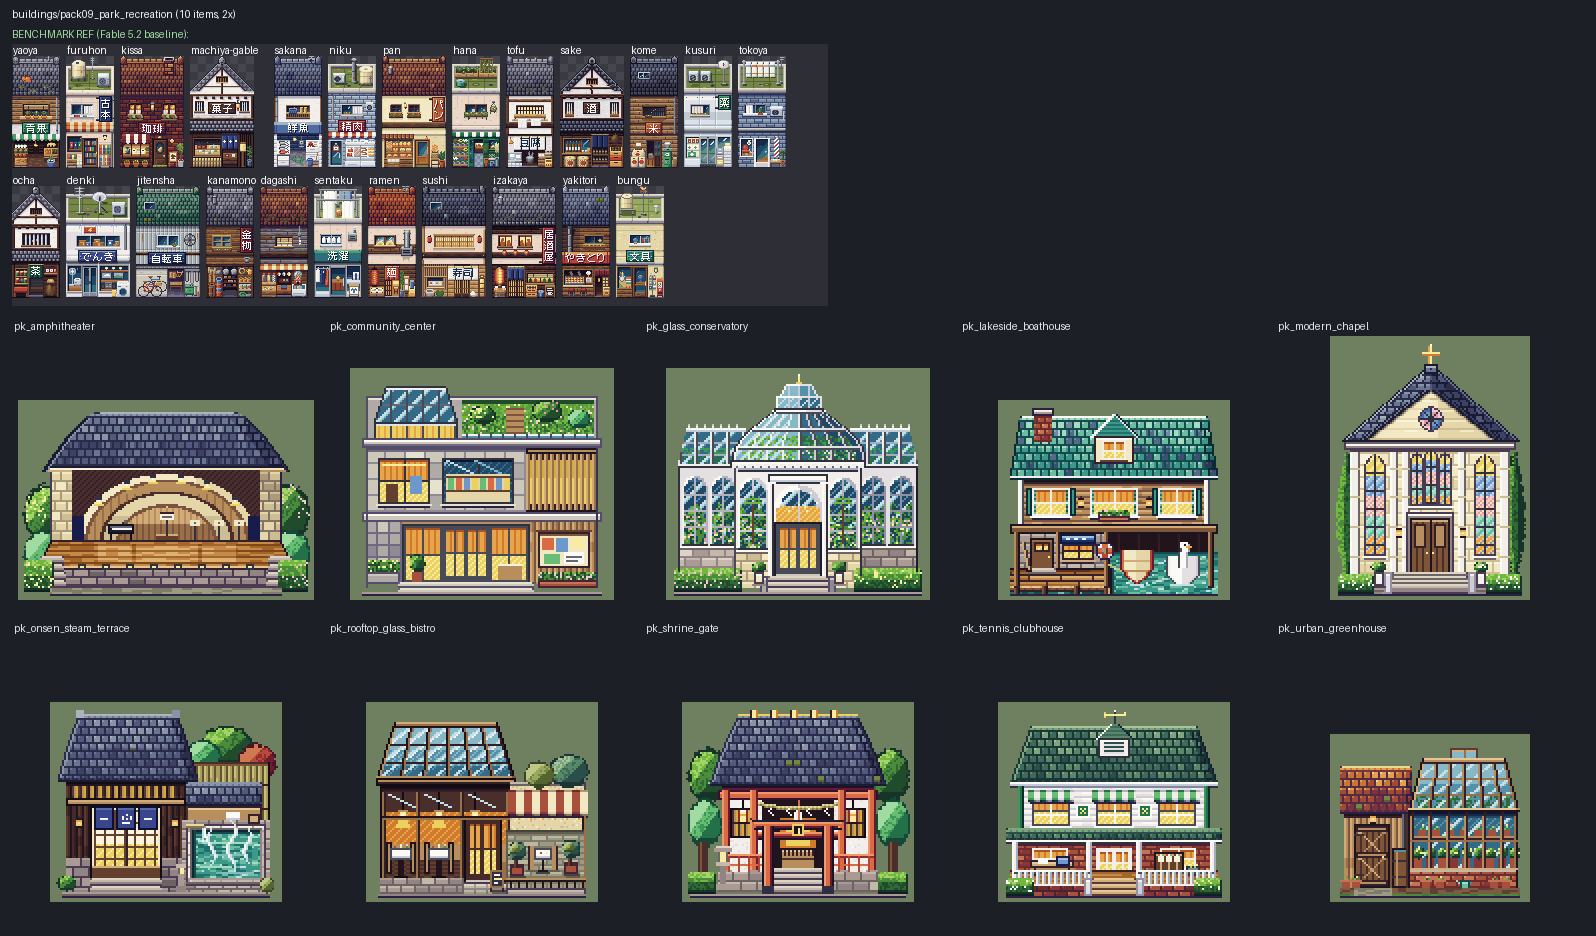 buildings/pack09_park_recreation (10 items, 2x)
BENCHMARK REF (Fable 5.2 baseline):
yaoya furuhon kissa machiya-gable sakana niku pan hana tofu sake kome kusuri tokoya
青果 古本 珈琲 菓子 鮮魚 精肉 パン 豆腐 酒 米 薬
ocha denki jitensha kanamono dagashi sentaku ramen sushi izakaya yakitori bungu
茶 でんき 自転車 金物 洗濯 麺 寿司 居酒屋 やきとり 文具
pk_amphitheater pk_community_center pk_glass_conservatory pk_lakeside_boathouse pk_modern_chapel
pk_onsen_steam_terrace pk_rooftop_glass_bistro pk_shrine_gate pk_tennis_clubhouse pk_urban_greenhouse